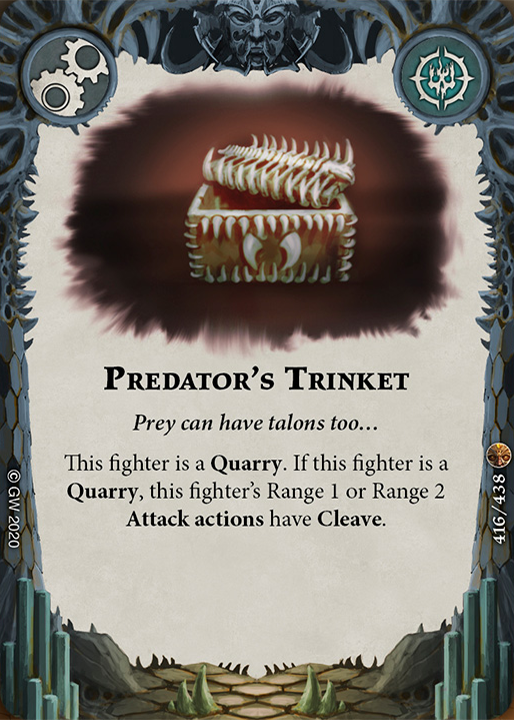 Predator's Trinket
Prey can have talons too...
This fighter is a Quarry. If this fighter is a
Quarry, this fighter's Range 1 or Range 2
Attack actions have Cleave.
© GW 2020
416/438